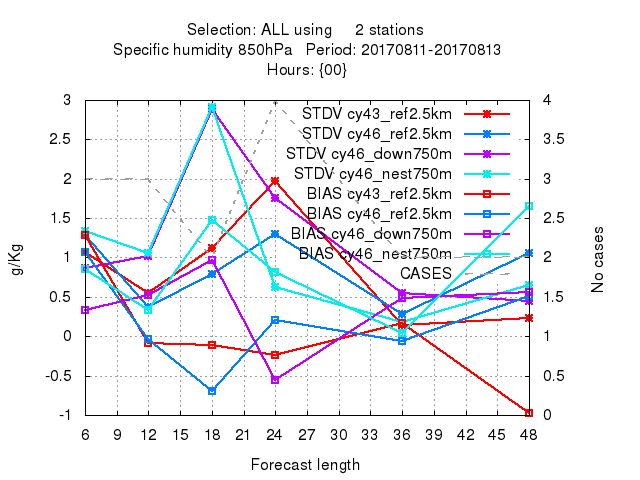 Selection: ALL using     2 stations
Specific humidity 850hPa   Period: 20170811-20170813
Hours: {00}
3
2.5
2
1.5
1
0.5
0
-0.5
-1
g/Kg
STDV cy43_ref2.5km
STDV cy46_ref2.5km
STDV cy46_down750m
STDV cy46_nest750m
BIAS cy43_ref2.5km
BIAS cy46_ref2.5km
BIAS cy46_down750m
BIAS cy46_nest750m
CASES
4
3.5
3
2.5
2
1.5
1
0.5
0
No cases
6 9 12 15 18 21 24 27 30 33 36 39 42 45 48
Forecast length